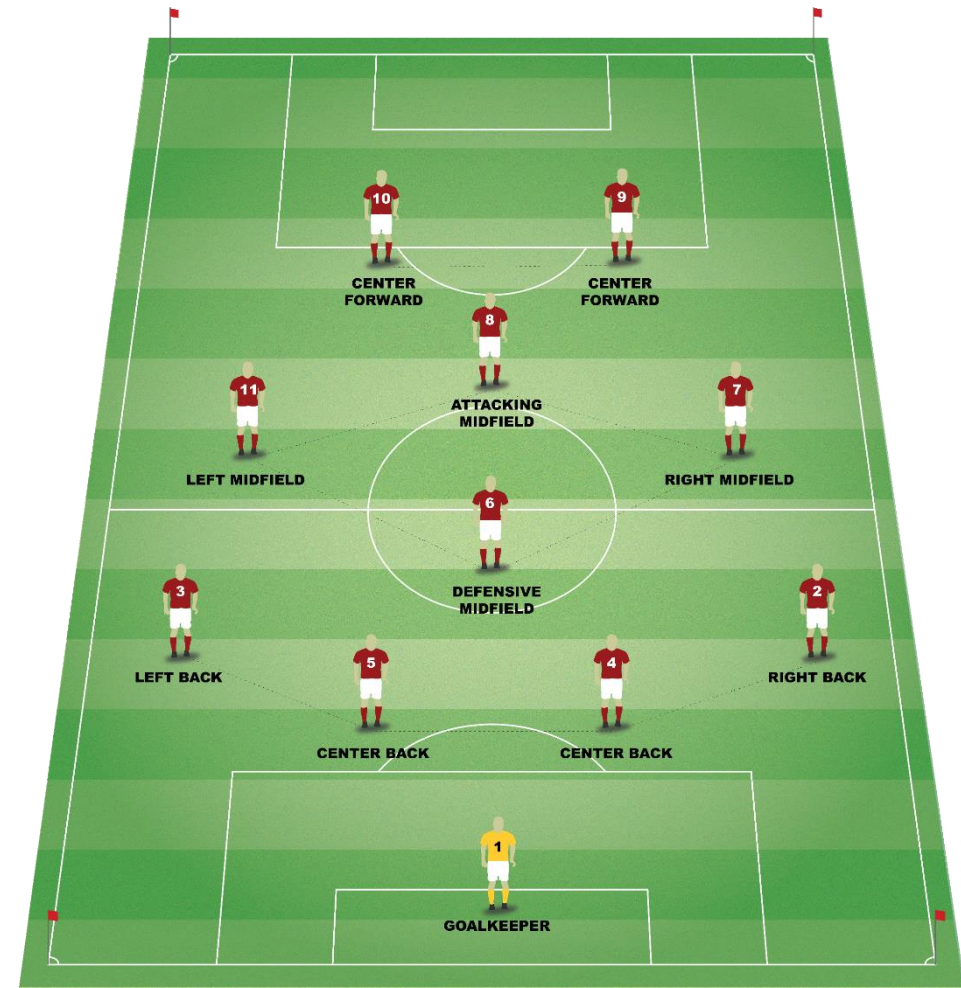 10
9
CENTER
FORWARD
CENTER
FORWARD
8
11
7
ATTACKING
MIDFIELD
LEFT MIDFIELD
RIGHT MIDFIELD
6
3
2
DEFENSIVE
MIDFIELD
5
4
LEFT BACK
RIGHT BACK
CENTER BACK
CENTER BACK
1
GOALKEEPER